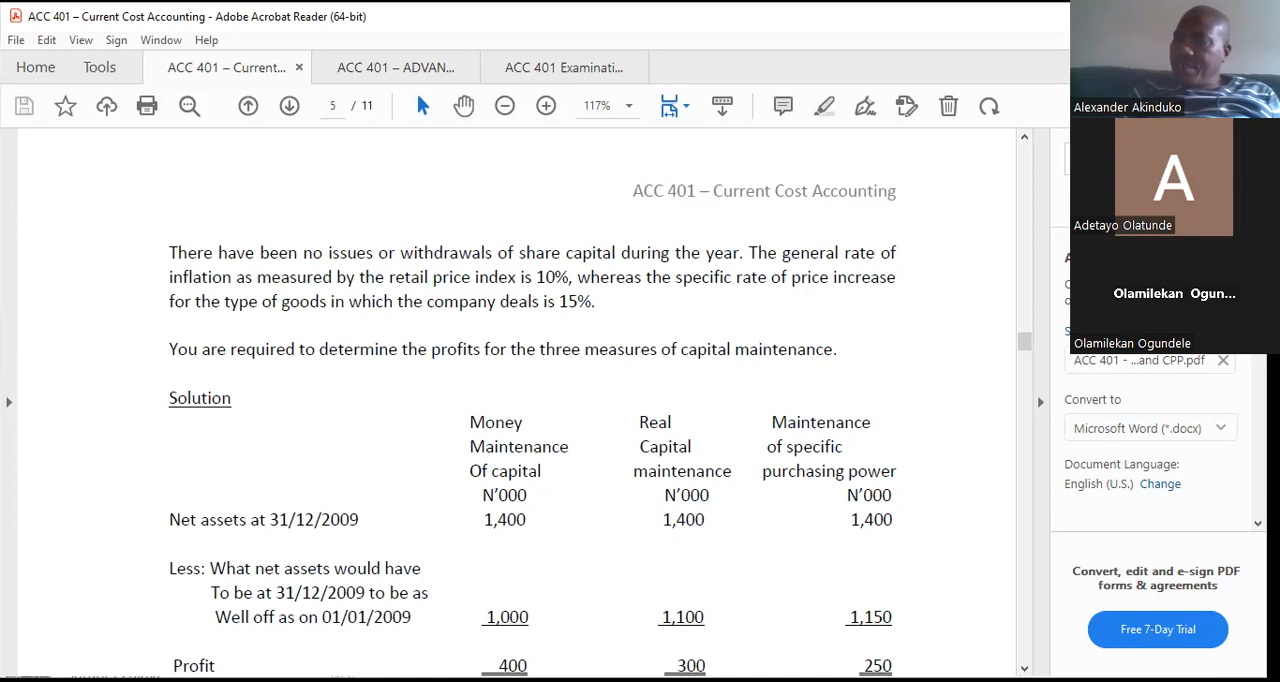 ACC 401 – Current Cost Accounting - Adobe Acrobat Reader (64-bit)
File Edit View Sign Window Help
Home Tools ACC 401 – Current... × ACC 401 – ADVAN... ACC 401 Examinati...
5 / 11 117%
ACC 401 – Current Cost Accounting
There have been no issues or withdrawals of share capital during the year. The general rate of
inflation as measured by the retail price index is 10%, whereas the specific rate of price increase
for the type of goods in which the company deals is 15%.
You are required to determine the profits for the three measures of capital maintenance.
Solution
Money Real Maintenance
Maintenance Capital of specific
Of capital maintenance purchasing power
N'000 N'000 N'000
Net assets at 31/12/2009 1,400 1,400 1,400
Less: What net assets would have
To be at 31/12/2009 to be as
Well off as on 01/01/2009 1,000 1,100 1,150
Profit 400 300 250
Alexander Akinduko
A
Adetayo Olatunde
Olamilekan Ogun...
Olamilekan Ogundele
ACC 401 - ...and CPP.pdf ×
Convert to
Microsoft Word (*.docx)
Document Language:
English (U.S.) Change
Convert, edit and e-sign PDF
forms & agreements
Free 7-Day Trial